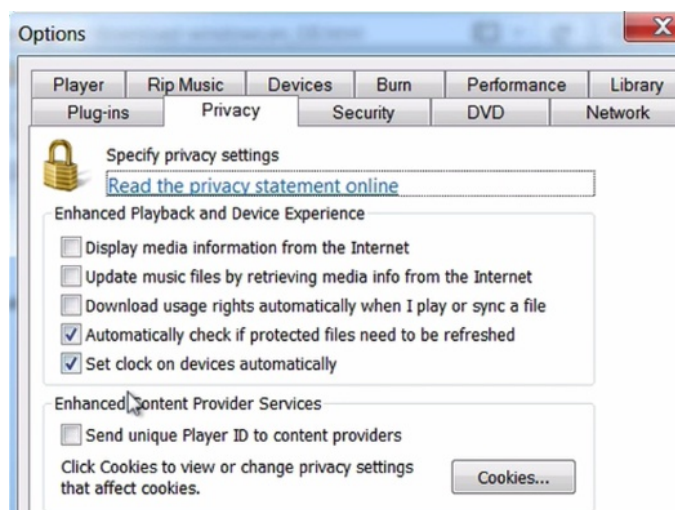 Options
Player Rip Music Devices Burn Performance Library
Plug-ins Privacy Security DVD Network
Specify privacy settings
Read the privacy statement online
Enhanced Playback and Device Experience
Display media information from the Internet
Update music files by retrieving media info from the Internet
Download usage rights automatically when I play or sync a file
Automatically check if protected files need to be refreshed
Set clock on devices automatically
Enhanced Content Provider Services
Send unique Player ID to content providers
Click Cookies to view or change privacy settings
that affect cookies.
Cookies...